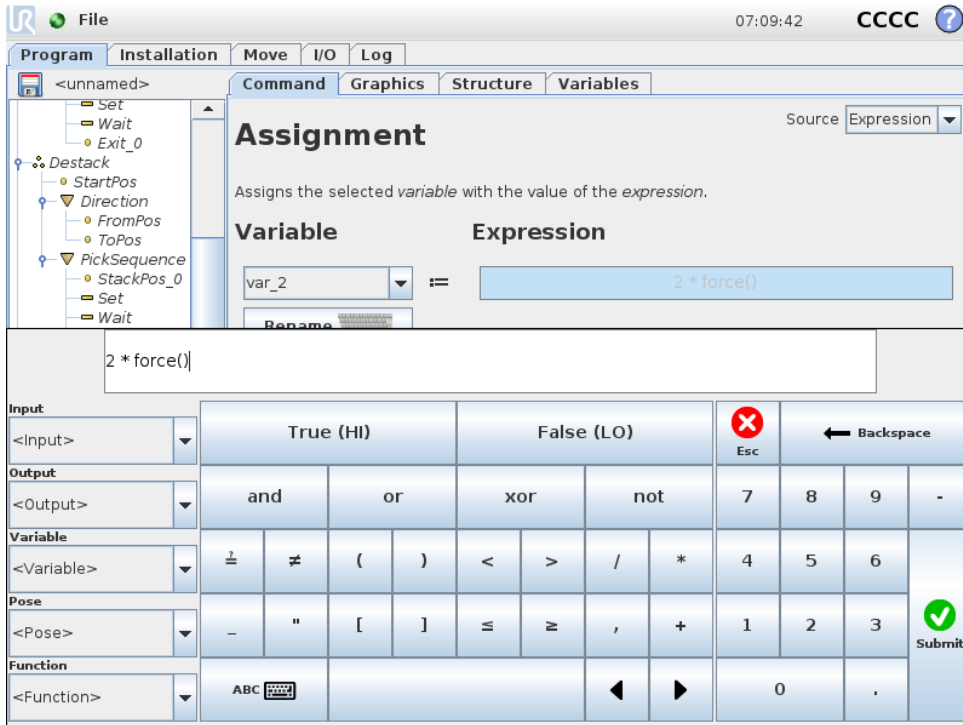 UR File 07:09:42 CCCC ?
Program Installation Move I/O Log
<unnamed> Command Graphics Structure Variables
Set
Wait
Exit_0
Destack
StartPos
Direction
FromPos
ToPos
PickSequence
StackPos_0
Set
Wait
Source Expression
Assignment
Assigns the selected variable with the value of the expression.
Variable Expression
var_2 := 2 * force()
Rename
2 * force()
Input
<Input>
Output
<Output>
Variable
<Variable>
Pose
<Pose>
Function
<Function>
True (HI) False (LO) Esc Backspace
and or xor not 7 8 9 -
≟ ≠ ( ) < > / * 4 5 6
_ " [ ] ≤ ≥ , + 1 2 3 Submit
ABC 0 .